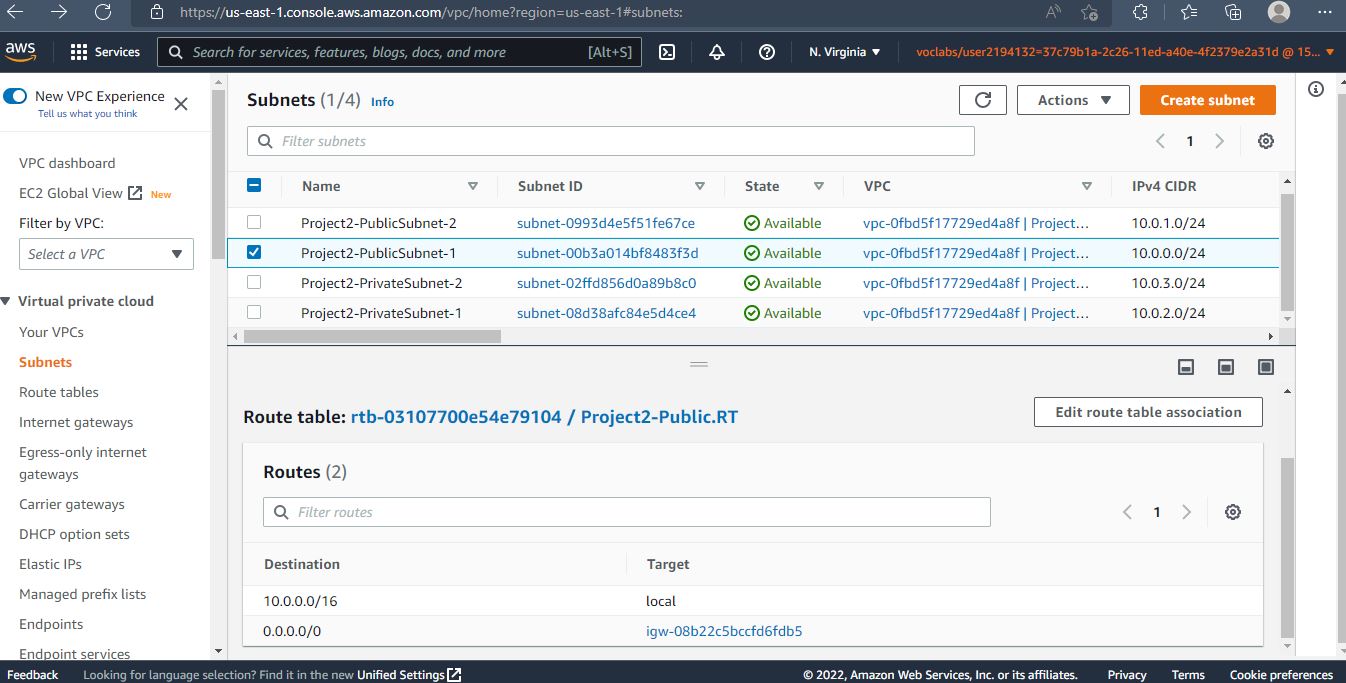 https://us-east-1.console.aws.amazon.com/vpc/home?region=us-east-1#subnets:
aws Services Search for services, features, blogs, docs, and more [Alt+S] N. Virginia voclabs/user2194132=37c79b1a-2c26-11ed-a40e-4f2379e2a31d @ 15...
New VPC Experience
Tell us what you think
VPC dashboard
EC2 Global View New
Filter by VPC:
Select a VPC
Virtual private cloud
Your VPCs
Subnets
Route tables
Internet gateways
Egress-only internet
gateways
Carrier gateways
DHCP option sets
Elastic IPs
Managed prefix lists
Endpoints
Endpoint services
Subnets (1/4) Info
Actions
Create subnet
Filter subnets
1
Name Subnet ID State VPC IPv4 CIDR
Project2-PublicSubnet-2 subnet-0993d4e5f51fe67ce Available vpc-0fbd5f17729ed4a8f | Project... 10.0.1.0/24
Project2-PublicSubnet-1 subnet-00b3a014bf8483f3d Available vpc-0fbd5f17729ed4a8f | Project... 10.0.0.0/24
Project2-PrivateSubnet-2 subnet-02ffd856d0a89b8c0 Available vpc-0fbd5f17729ed4a8f | Project... 10.0.3.0/24
Project2-PrivateSubnet-1 subnet-08d38afc84e5d4ce4 Available vpc-0fbd5f17729ed4a8f | Project... 10.0.2.0/24
Route table: rtb-03107700e54e79104 / Project2-Public.RT
Edit route table association
Routes (2)
Filter routes
1
Destination Target
10.0.0.0/16 local
0.0.0.0/0 igw-08b22c5bccfd6fdb5
Feedback Looking for language selection? Find it in the new Unified Settings © 2022, Amazon Web Services, Inc. or its affiliates. Privacy Terms Cookie preferences